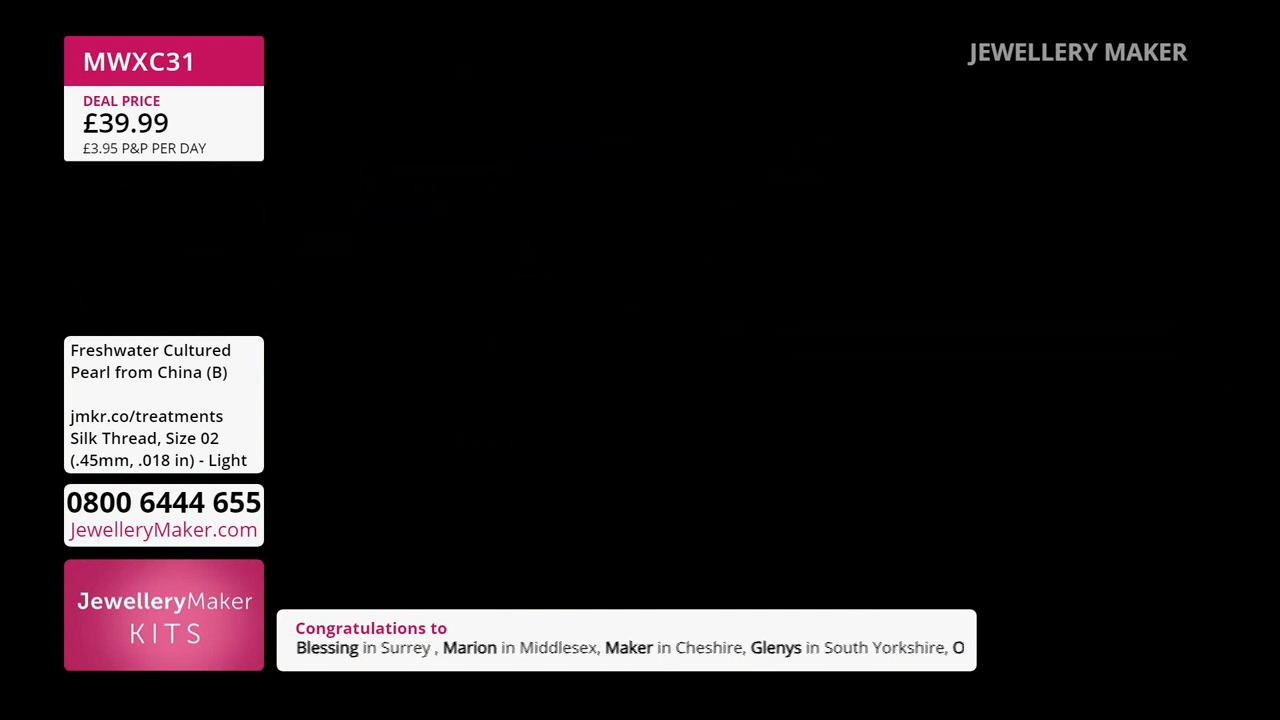 MWXC31
DEAL PRICE
£39.99
£3.95 P&P PER DAY
JEWELLERY MAKER
Freshwater Cultured
Pearl from China (B)
jmkr.co/treatments
Silk Thread, Size 02
(.45mm, .018 in) - Light
0800 6444 655
JewelleryMaker.com
JewelleryMaker
KITS
Congratulations to
Blessing in Surrey , Marion in Middlesex, Maker in Cheshire, Glenys in South Yorkshire, O